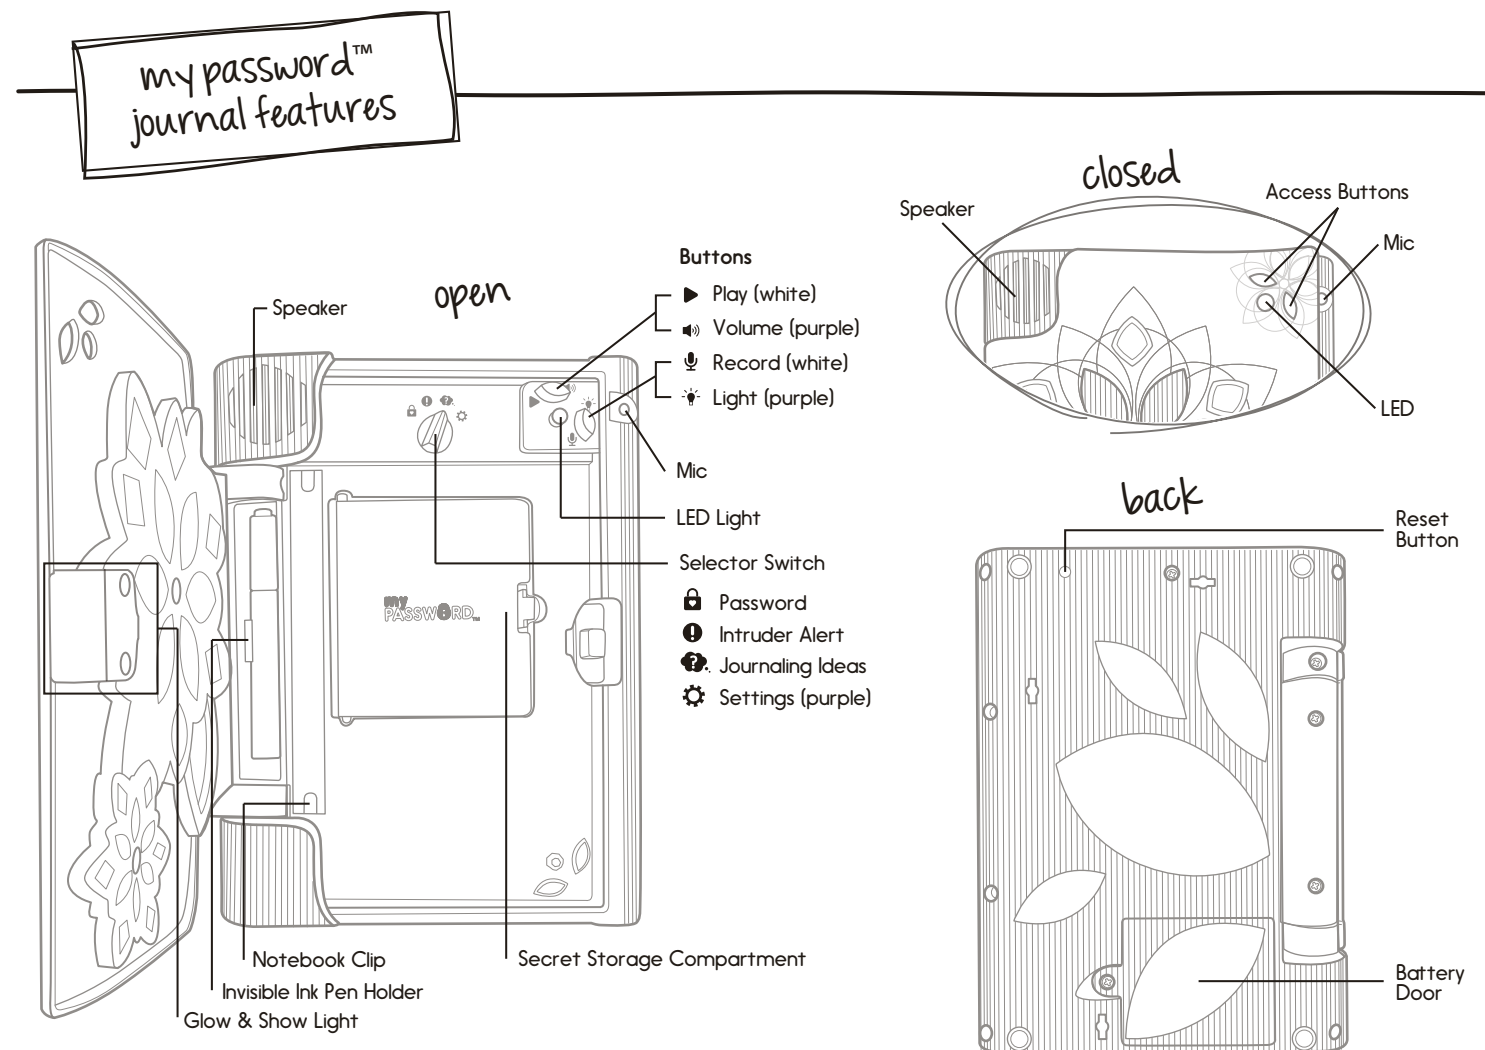 my password™
journal features
open
Speaker
Buttons
Play (white)
Volume (purple)
Record (white)
Light (purple)
Mic
LED Light
Selector Switch
Password
Intruder Alert
Journaling Ideas
Settings (purple)
my
PASSWORD™
Notebook Clip
Invisible Ink Pen Holder
Glow & Show Light
Secret Storage Compartment
closed
Speaker
Access Buttons
Mic
LED
back
Reset
Button
Battery
Door